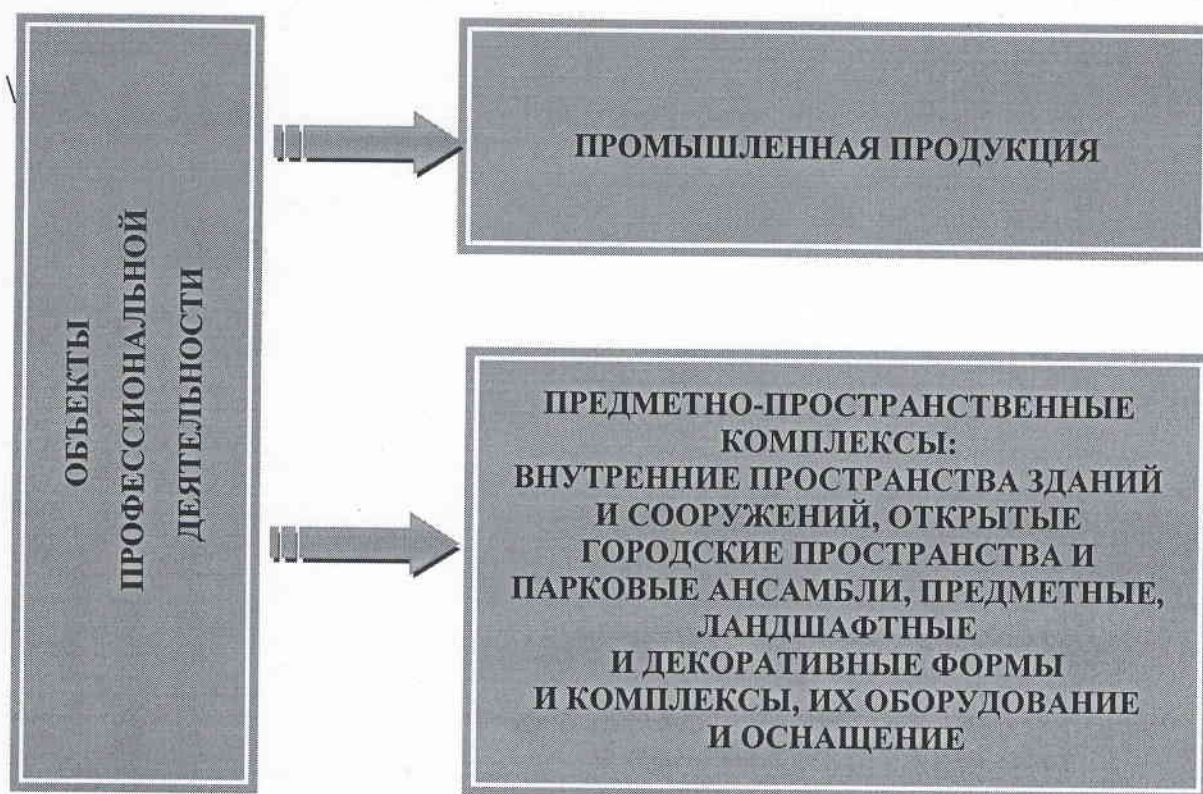 ОБЪЕКТЫ
ПРОФЕССИОНАЛЬНОЙ
ДЕЯТЕЛЬНОСТИ
ПРОМЫШЛЕННАЯ ПРОДУКЦИЯ
ПРЕДМЕТНО-ПРОСТРАНСТВЕННЫЕ
КОМПЛЕКСЫ:
ВНУТРЕННИЕ ПРОСТРАНСТВА ЗДАНИЙ
И СООРУЖЕНИЙ, ОТКРЫТЫЕ
ГОРОДСКИЕ ПРОСТРАНСТВА И
ПАРКОВЫЕ АНСАМБЛИ, ПРЕДМЕТНЫЕ,
ЛАНДШАФТНЫЕ
И ДЕКОРАТИВНЫЕ ФОРМЫ
И КОМПЛЕКСЫ, ИХ ОБОРУДОВАНИЕ
И ОСНАЩЕНИЕ